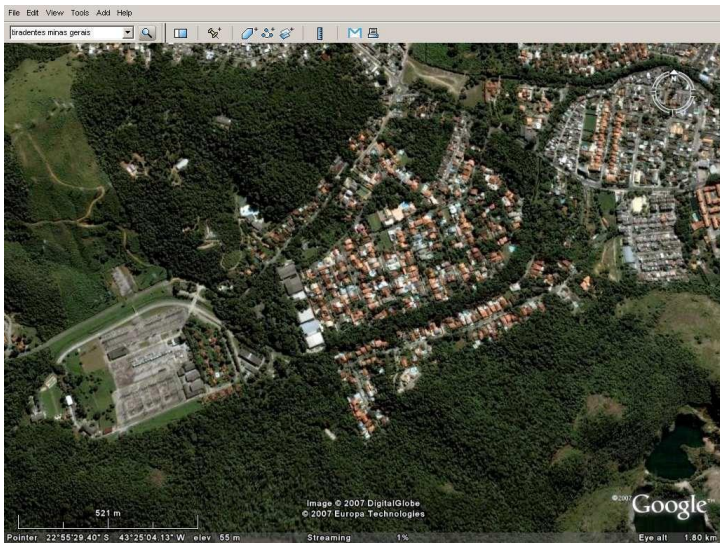 File Edit View Tools Add Help
tiradentes minas gerais
521 m
Image © 2007 DigitalGlobe
© 2007 Europa Technologies
©2007 Google™
Pointer 22°55'29.40" S 43°25'04.13" W elev 55 m Streaming 1% Eye alt 1.80 km